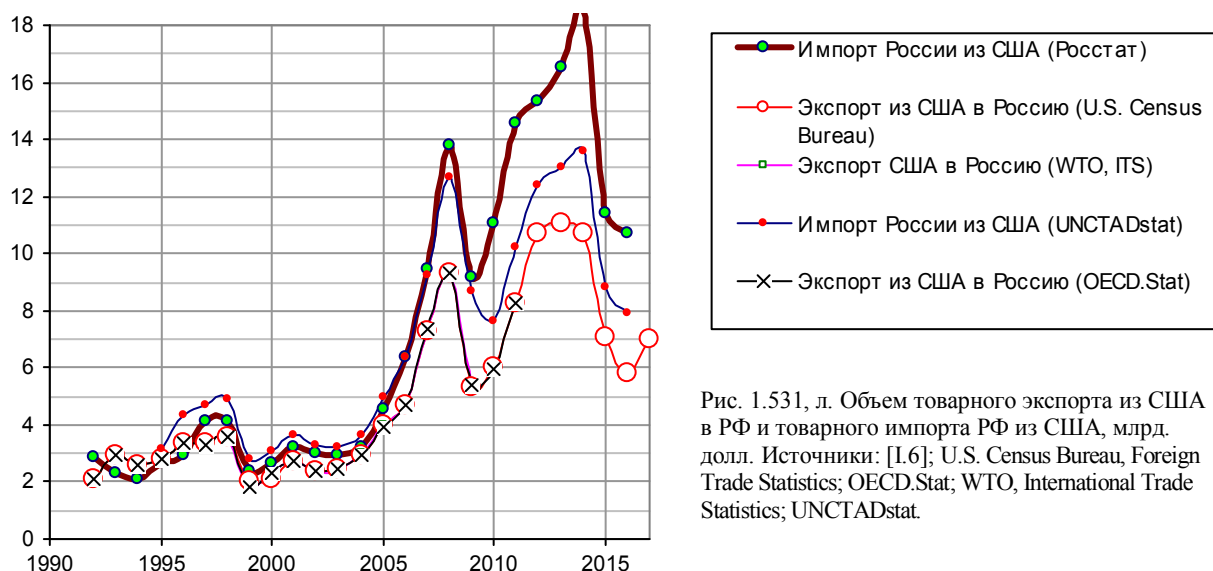 18
16
14
12
10
8
6
4
2
0
1990
1995
2000
2005
2010
2015
Импорт России из США (Росстат)
Экспорт из США в Россию (U.S. Census
Bureau)
Экспорт США в Россию (WTO, ITS)
Импорт России из США (UNCTADstat)
Экспорт из США в Россию (OECD.Stat)
Рис. 1.531, л. Объем товарного экспорта из США
в РФ и товарного импорта РФ из США, млрд.
долл. Источники: [I.6]; U.S. Census Bureau, Foreign
Trade Statistics; OECD.Stat; WTO, International Trade
Statistics; UNCTADstat.